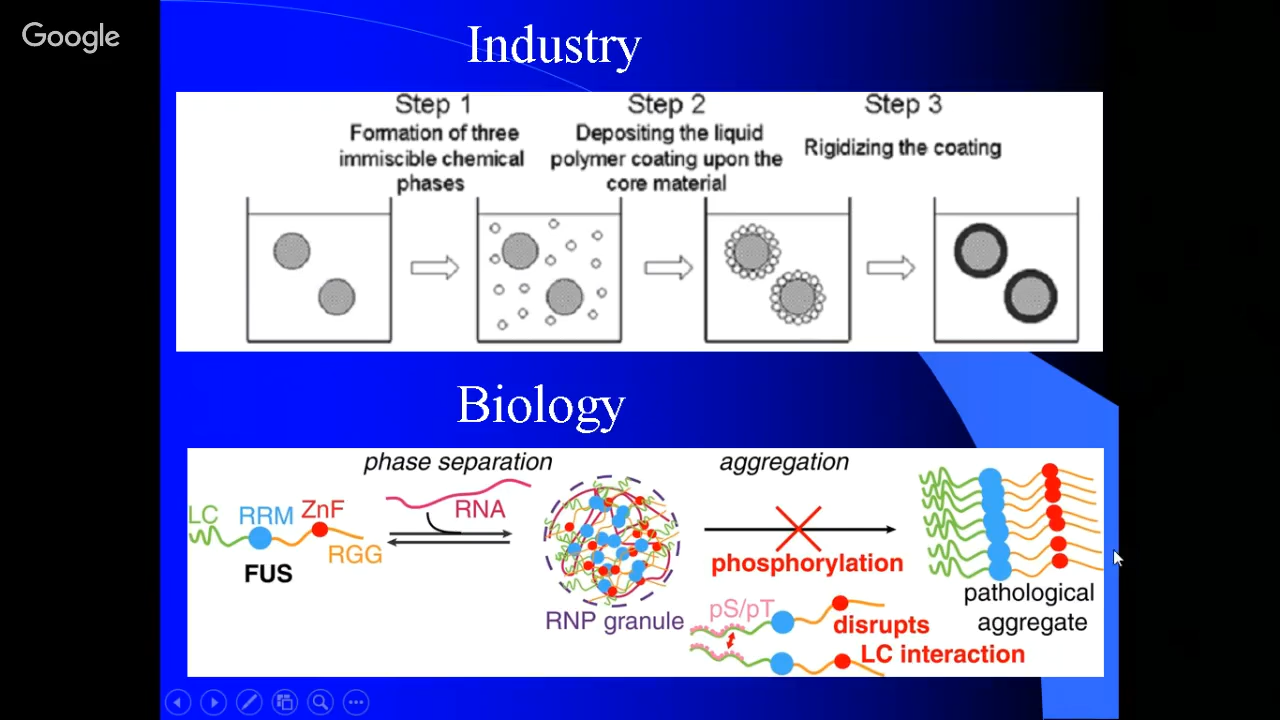 Google
Industry
Step 1
Formation of three
immiscible chemical
phases
Step 2
Depositing the liquid
polymer coating upon the
core material
Step 3
Rigidizing the coating
Biology
phase separation
aggregation
LC
RRM
ZnF
RGG
FUS
RNA
RNP granule
phosphorylation
pS/pT
disrupts
LC interaction
pathological
aggregate